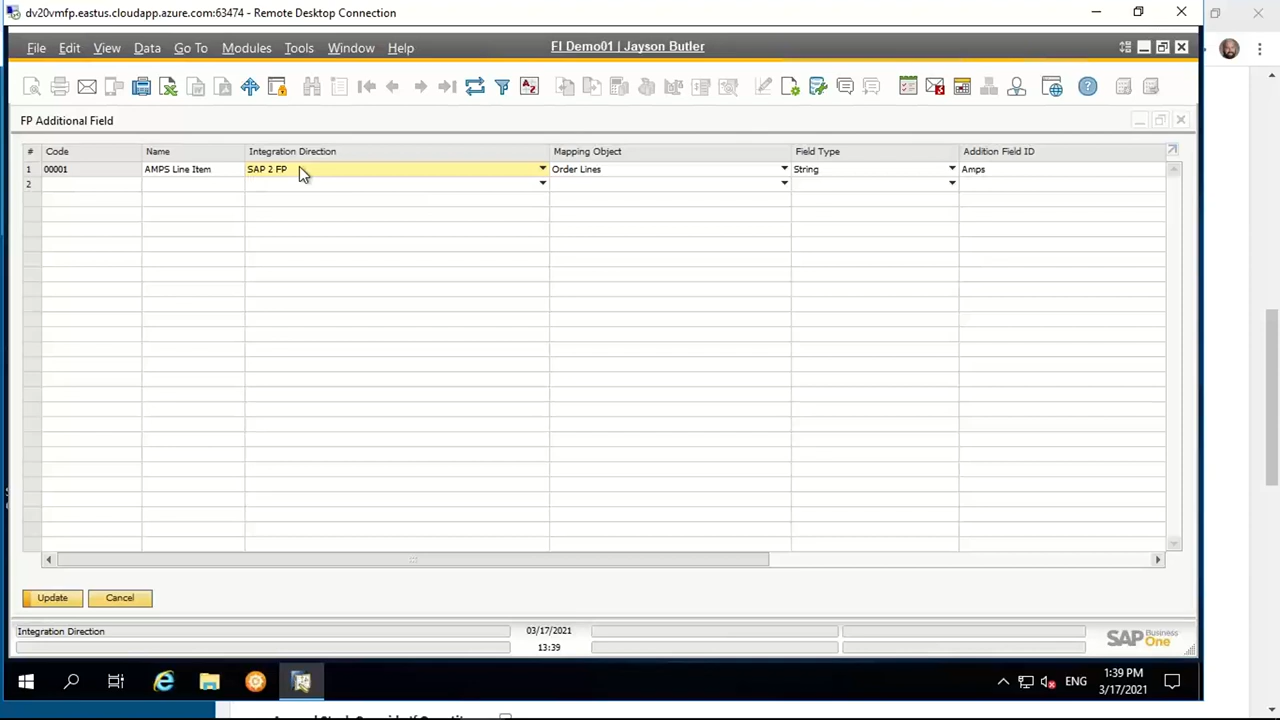 dv20vmfp.eastus.cloudapp.azure.com:63474 - Remote Desktop Connection
File Edit View Data Go To Modules Tools Window Help FI Demo01 | Jayson Butler
FP Additional Field
# Code Name Integration Direction Mapping Object Field Type Addition Field ID
1 00001 AMPS Line Item SAP 2 FP Order Lines String Amps
2
Update Cancel
Integration Direction 03/17/2021
13:39
SAP Business One
ENG 1:39 PM
3/17/2021